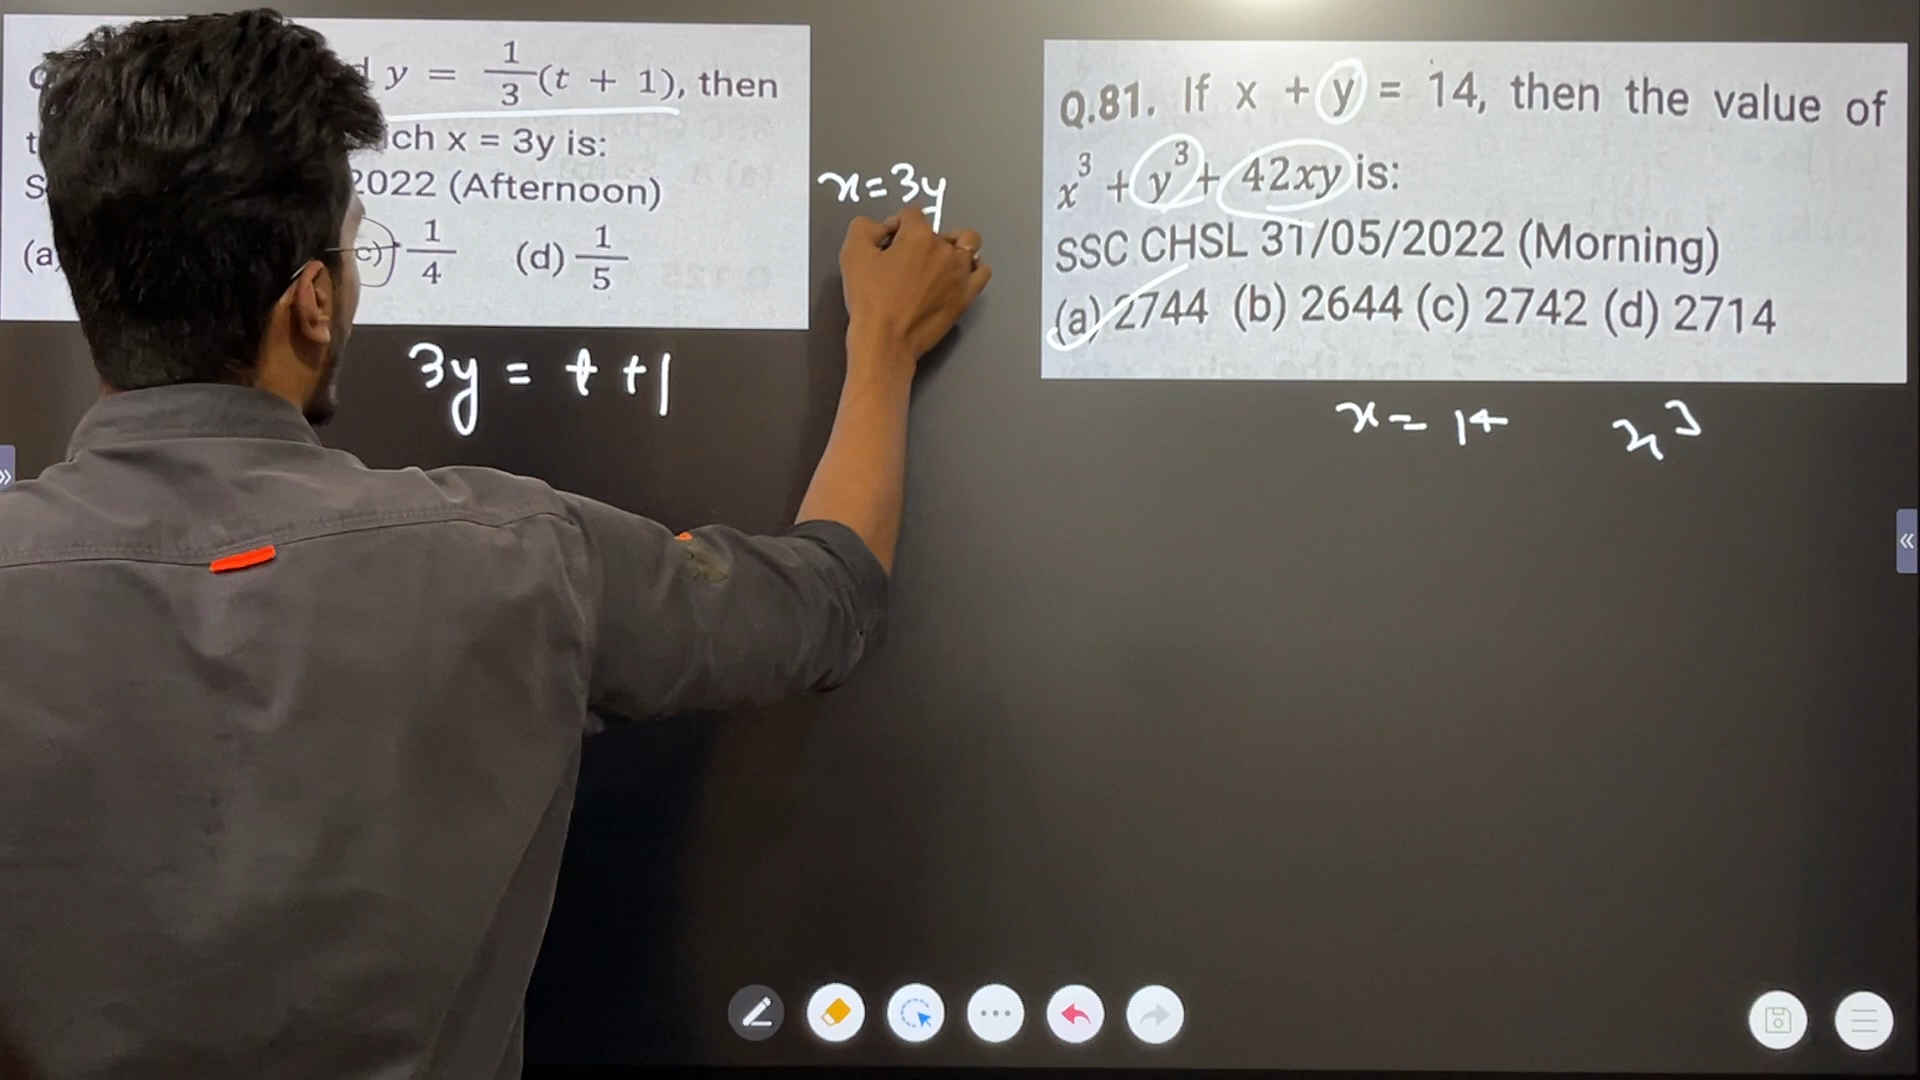 y = 1/3 (t + 1), then
x = 3y is:
2022 (Afternoon)
(a c) 1/4 (d) 1/5
3y = t + 1
x = 3y
Q.81. If x + y = 14, then the value of
x³ + y³ + 42xy is:
SSC CHSL 31/05/2022 (Morning)
(a) 2744 (b) 2644 (c) 2742 (d) 2714
x = 14 x³